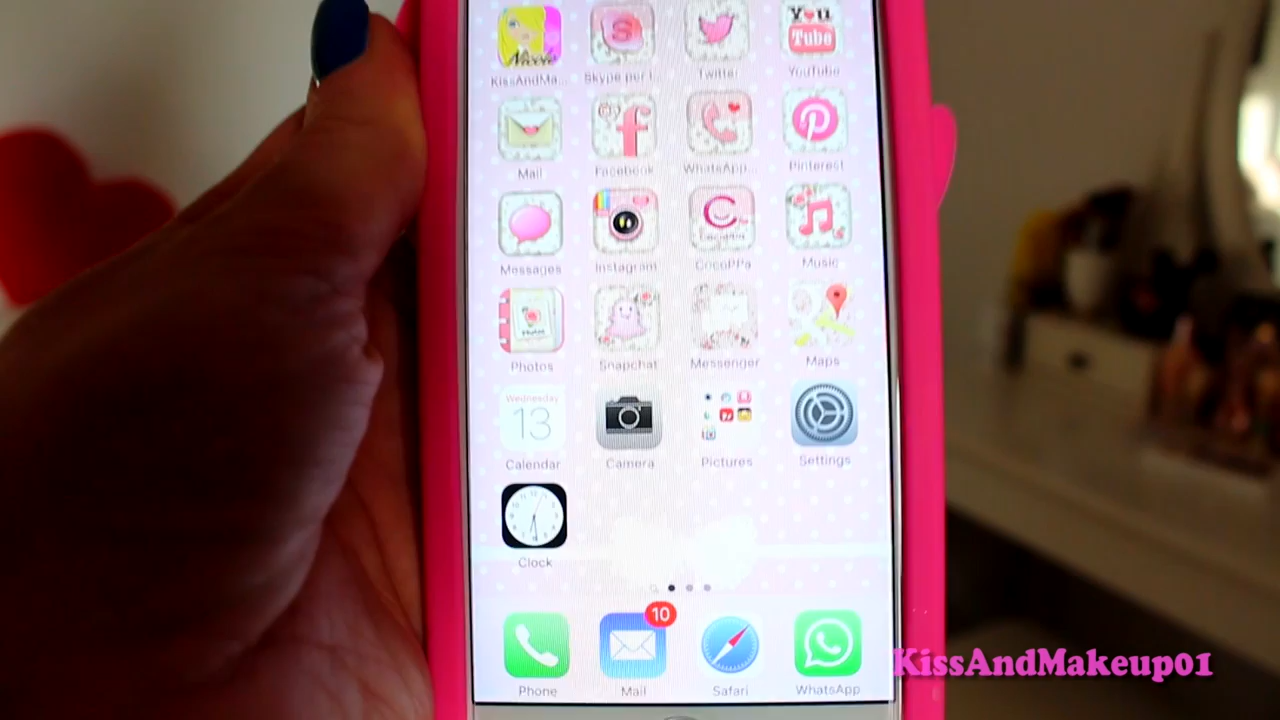 KissAndMa... Skype per i... Twitter YouTube
You
Tube
Mail Facebook WhatsApp... Pinterest
Messages Instagram CocoPPa Music
Photos Snapchat Messenger Maps
Wednesday
13
Calendar Camera Pictures Settings
Clock
10
Phone Mail Safari WhatsApp
KissAndMakeup01